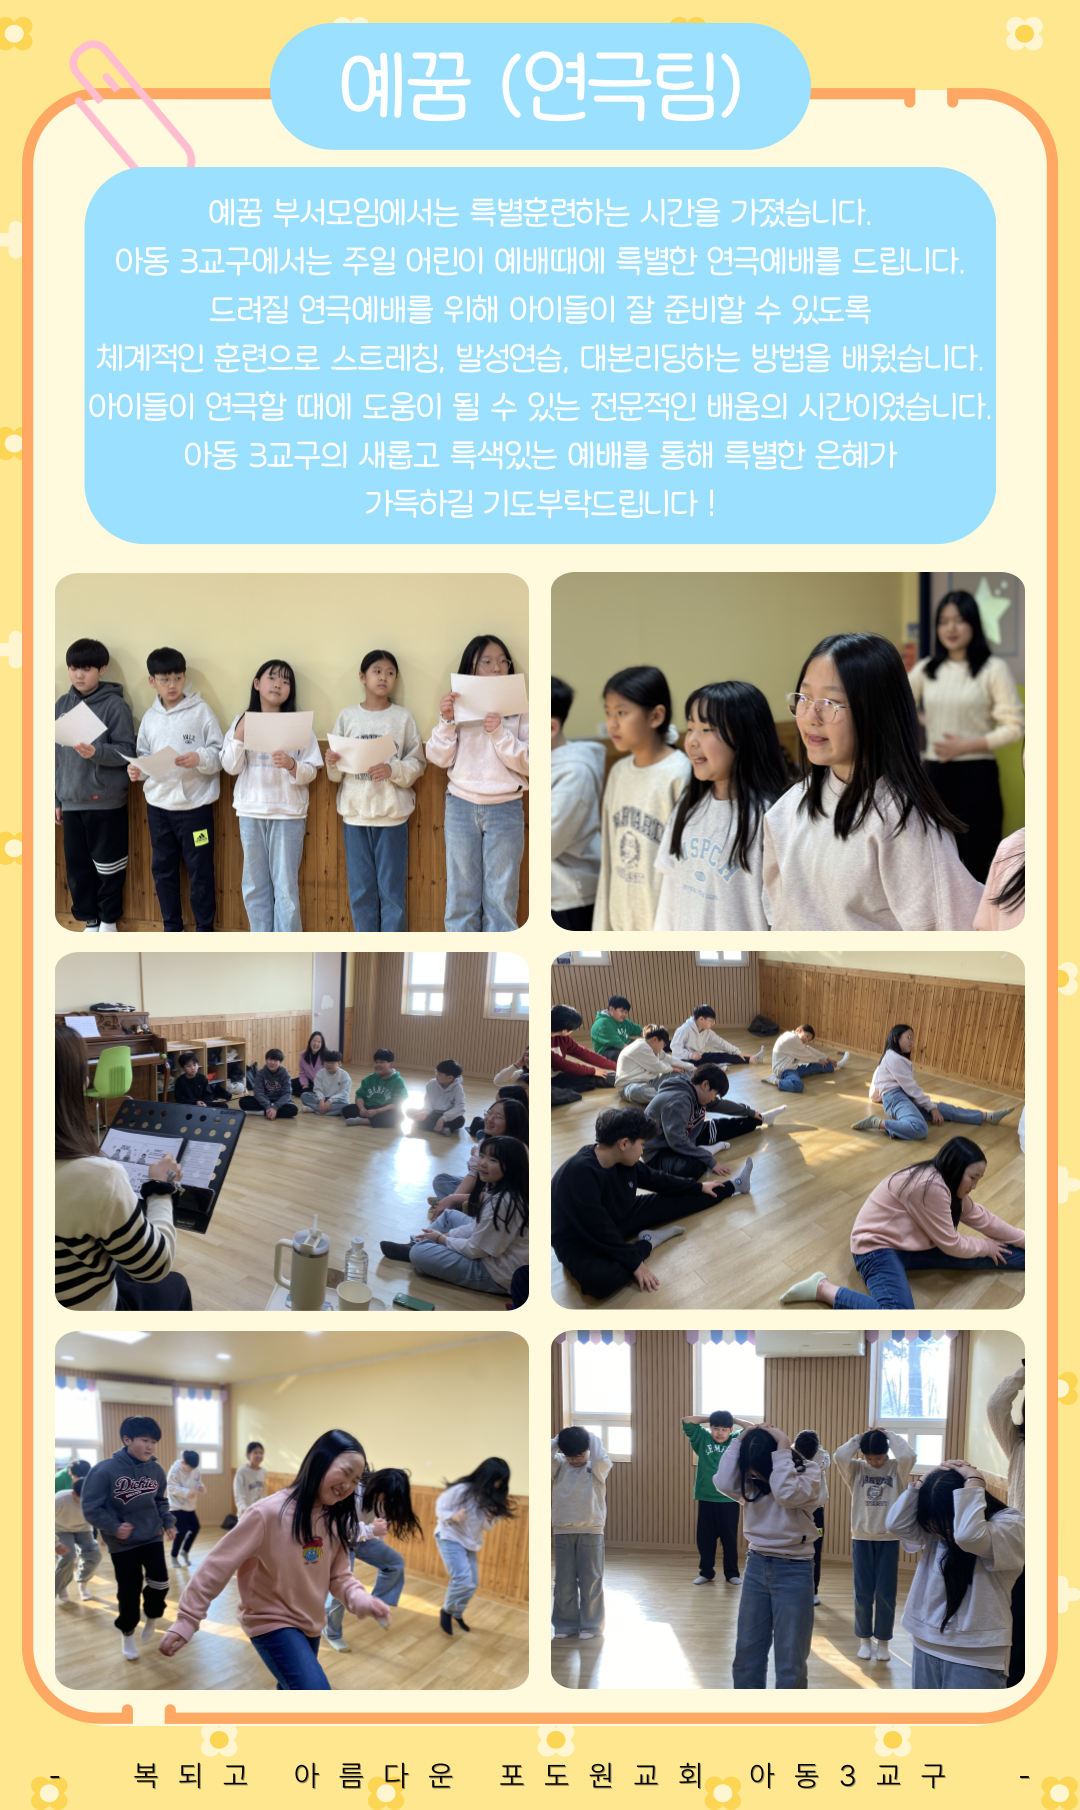 예꿈 (연극팀)
예꿈 부서모임에서는 특별훈련하는 시간을 가졌습니다.
아동 3교구에서는 주일 어린이 예배때에 특별한 연극예배를 드립니다.
드려질 연극예배를 위해 아이들이 잘 준비할 수 있도록
체계적인 훈련으로 스트레칭, 발성연습, 대본리딩하는 방법을 배웠습니다.
아이들이 연극할 때에 도움이 될 수 있는 전문적인 배움의 시간이였습니다.
아동 3교구의 새롭고 특색있는 예배를 통해 특별한 은혜가
가득하길 기도부탁드립니다 !
HARVARD
Dickies
- 복되고 아름다운 포도원교회 아동3교구 -